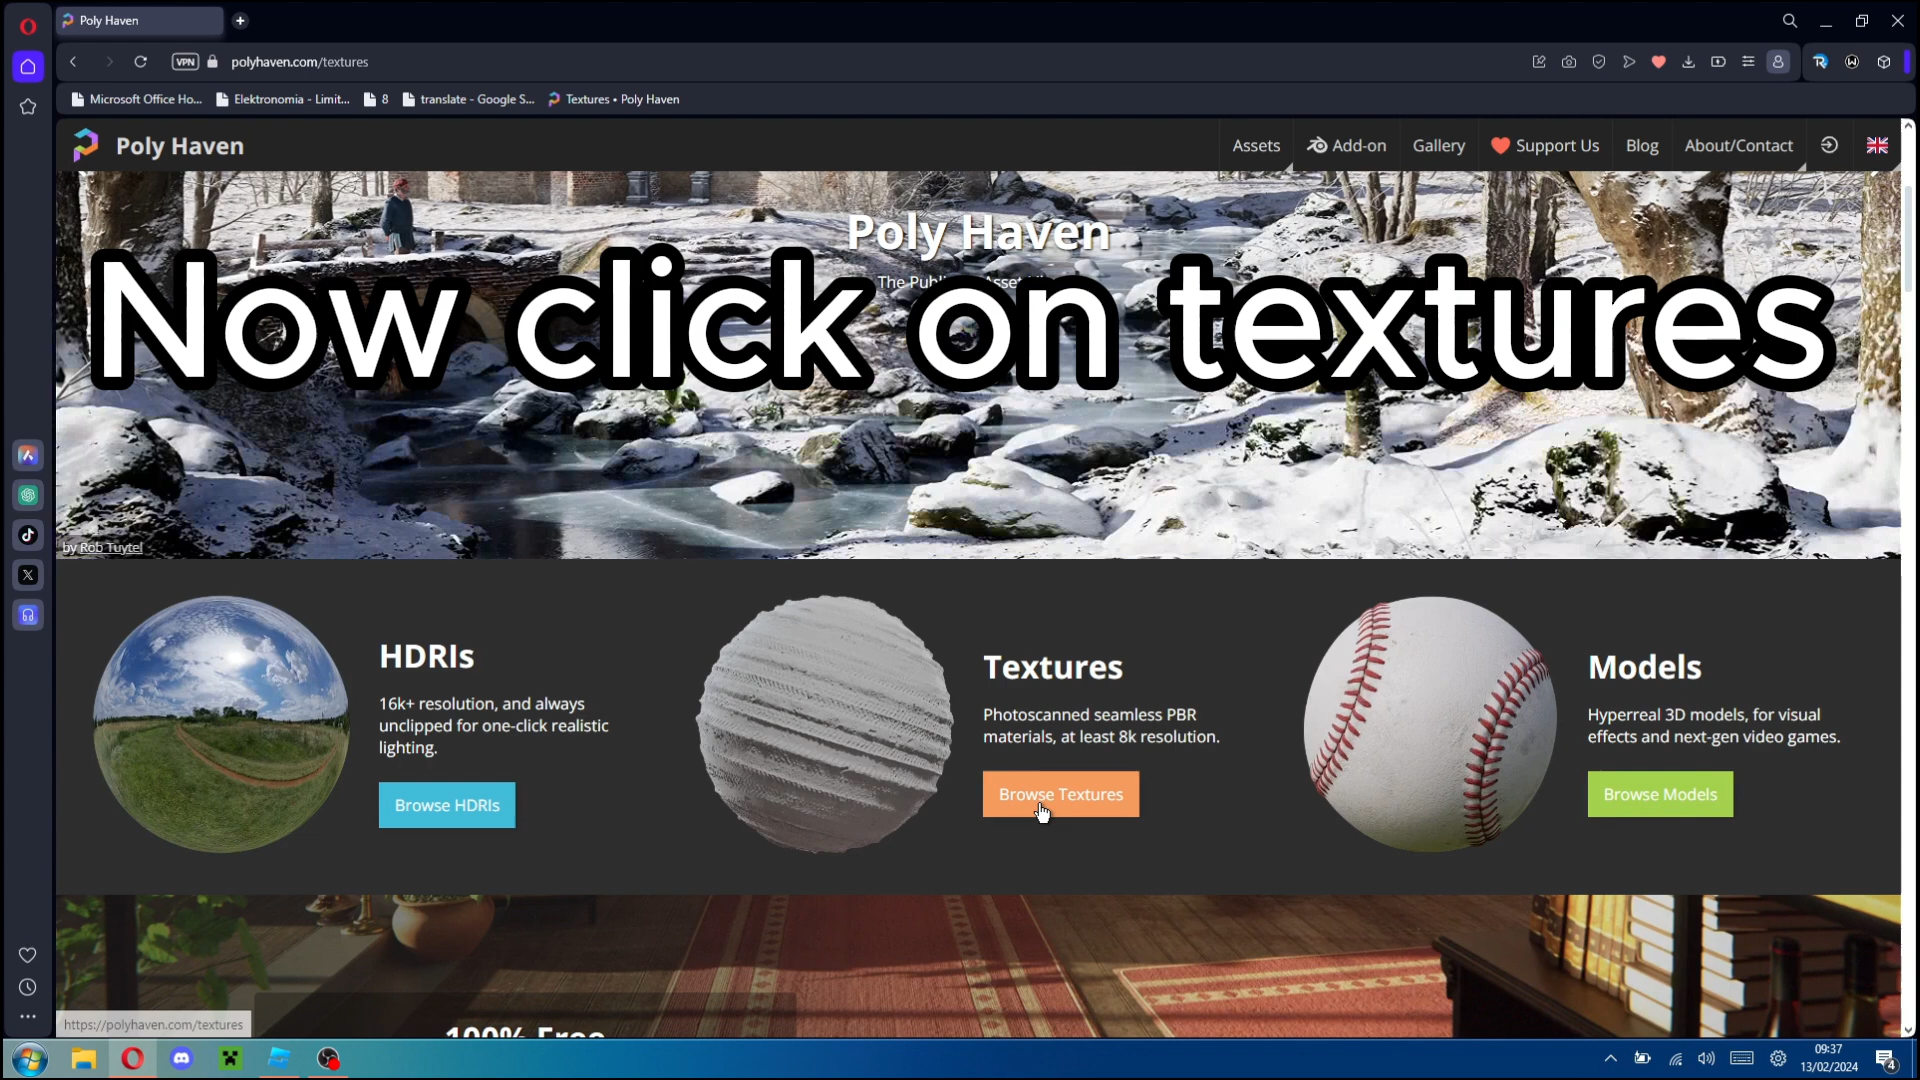 Poly Haven
VPN
polyhaven.com/textures
Microsoft Office Ho...
Elektronomia - Limit...
8
translate - Google S...
Textures • Poly Haven
Poly Haven
Assets
Add-on
Gallery
Support Us
Blog
About/Contact
Poly Haven
Now click on textures
by Rob Tuytel
HDRIs
16k+ resolution, and always
unclipped for one-click realistic
lighting.
Browse HDRIs
Textures
Photoscanned seamless PBR
materials, at least 8k resolution.
Browse Textures
Models
Hyperreal 3D models, for visual
effects and next-gen video games.
Browse Models
100% Free
https://polyhaven.com/textures
09:37
13/02/2024
4